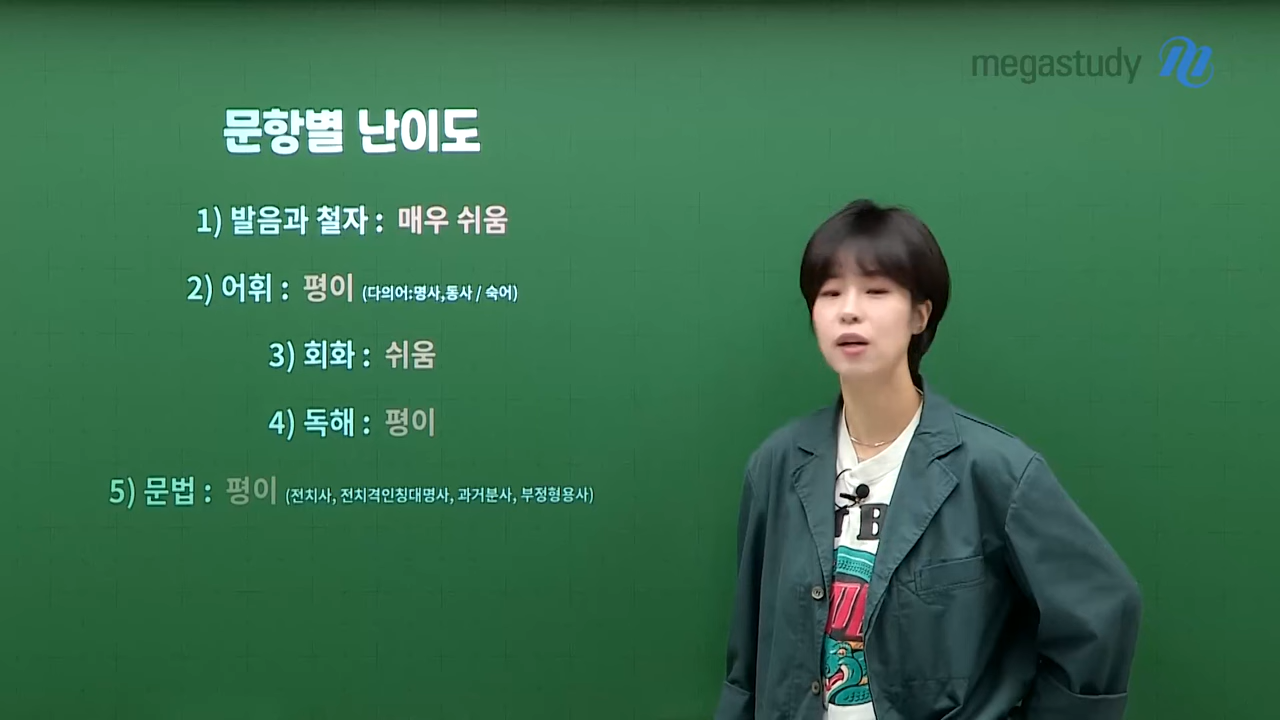 megastudy
문항별 난이도
1) 발음과 철자 : 매우 쉬움
2) 어휘 : 평이 (다의어:명사,동사 / 숙어)
3) 회화 : 쉬움
4) 독해 : 평이
5) 문법 : 평이 (전치사, 전치격인칭대명사, 과거분사, 부정형용사)